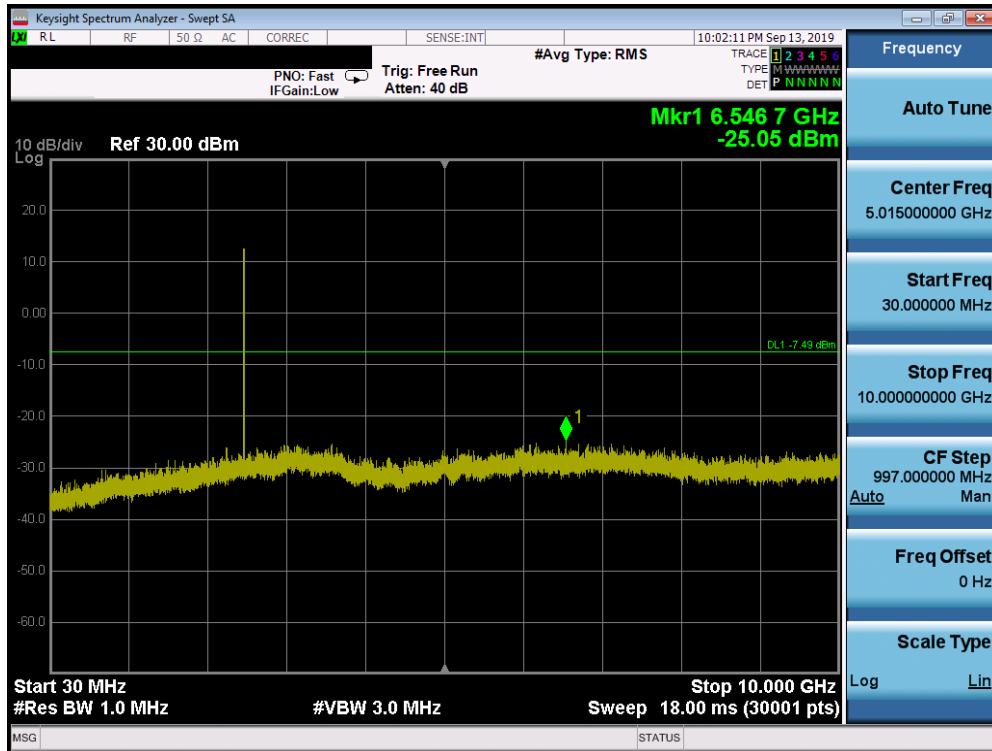 Keysight Spectrum Analyzer - Swept SA
LXI RL RF 50 Ω AC CORREC SENSE:INT 10:02:11 PM Sep 13, 2019
#Avg Type: RMS TRACE 1 2 3 4 5 6
PNO: Fast Trig: Free Run TYPE M W W W W W
IFGain:Low Atten: 40 dB DET P N N N N N
Mkr1 6.546 7 GHz
-25.05 dBm
10 dB/div Ref 30.00 dBm
Log
20.0
10.0
0.00
DL1 -7.49 dBm
-10.0
-20.0
1
-30.0
-40.0
-50.0
-60.0
Start 30 MHz Stop 10.000 GHz
#Res BW 1.0 MHz #VBW 3.0 MHz Sweep 18.00 ms (30001 pts)
MSG STATUS
Frequency
Auto Tune
Center Freq
5.015000000 GHz
Start Freq
30.000000 MHz
Stop Freq
10.000000000 GHz
CF Step
997.000000 MHz
Auto Man
Freq Offset
0 Hz
Scale Type
Log Lin